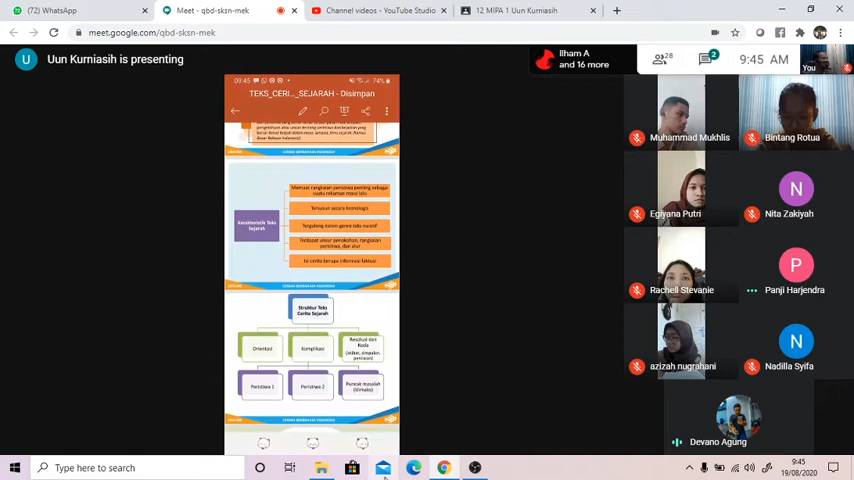 (72) WhatsApp
Meet - qbd-sksn-mek
Channel videos - YouTube Studio
12 MIPA 1 Uun Kurniasih
meet.google.com/qbd-sksn-mek
U
Uun Kurniasih is presenting
Ilham A
and 16 more
28
2
9:45 AM
You
09:45
74%
TEKS_CERI..._SEJARAH - Disimpan
Karakteristik Teks
Sejarah
Memuat rangkaian peristiwa penting sebagai
suatu rekaman masa lalu
Tersusun secara kronologis
Tergolong dalam genre teks naratif
Terdapat unsur penokohan, rangkaian
peristiwa, dan alur
Isi cerita berupa informasi faktual
Struktur Teks
Cerita Sejarah
Orientasi
Komplikasi
Resolusi dan
Koda
(akibat, simpulan,
penilaian)
Peristiwa 1
Peristiwa 2
Puncak masalah
(klimaks)
Muhammad Mukhlis
Bintang Rotua
Egiyana Putri
N
Nita Zakiyah
Rachell Stevanie
P
Panji Harjendra
azizah nugrahani
N
Nadilla Syifa
Devano Agung
Type here to search
9:45
19/08/2020